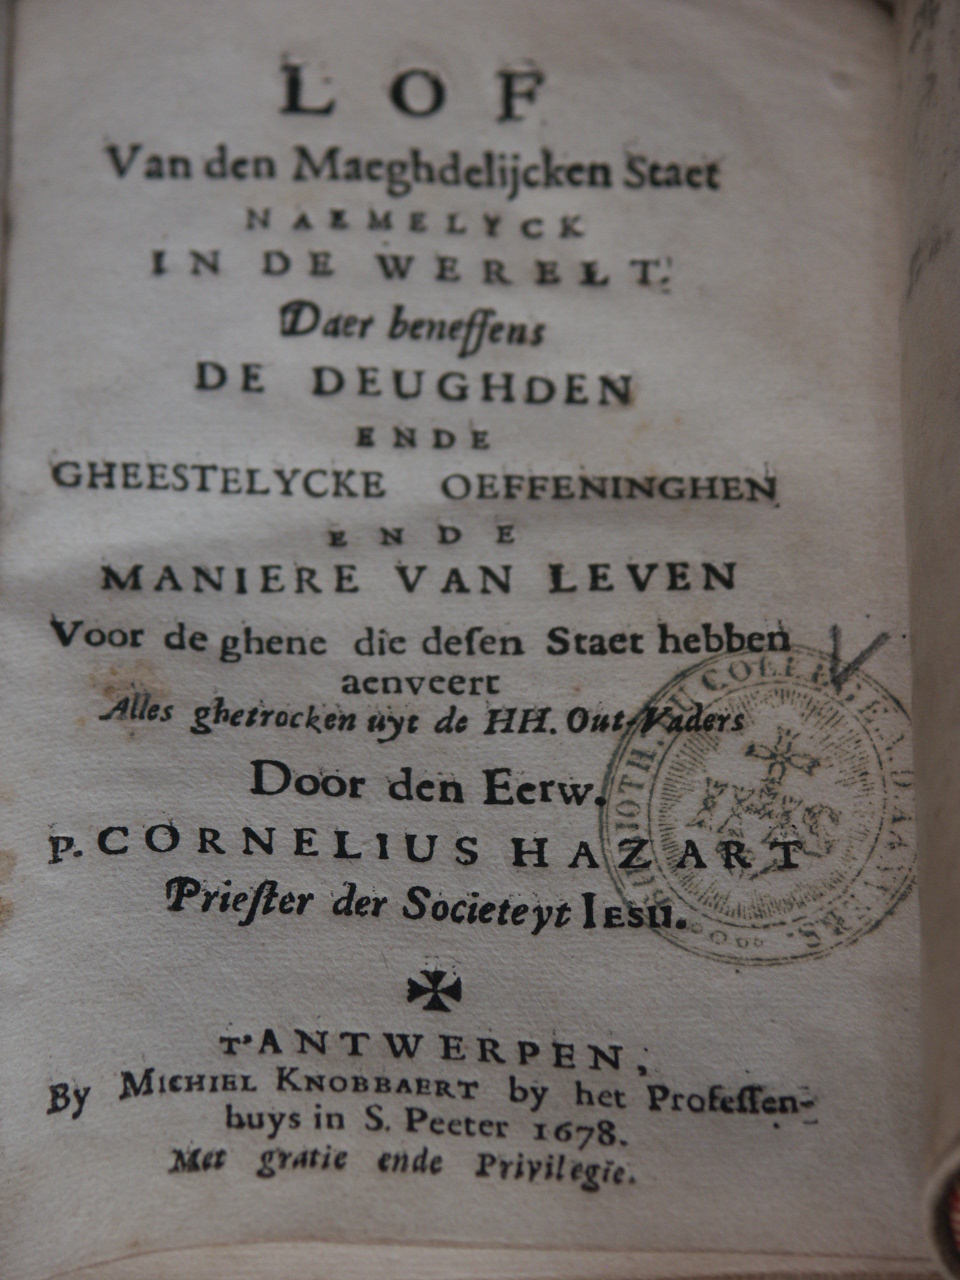 LOF
Van den Maeghdelijcken Staet
NAEMELYCK
IN DE WERELT.
Daer beneffens
DE DEUGHDEN
ENDE
GHEESTELYCKE OEFFENINGHEN
ENDE
MANIERE VAN LEVEN
Voor de ghene die deſen Staet hebben
aenveert
Alles ghetrocken uyt de HH. Out-Vaders
Door den Eerw.
P. CORNELIUS HAZART
Prieſter der Societeyt IESU.
T'ANTWERPEN,
By MICHIEL KNOBBAERT by het Profeſſen-
huys in S. Peeter 1678.
Met gratie ende Privilegie.
IHS